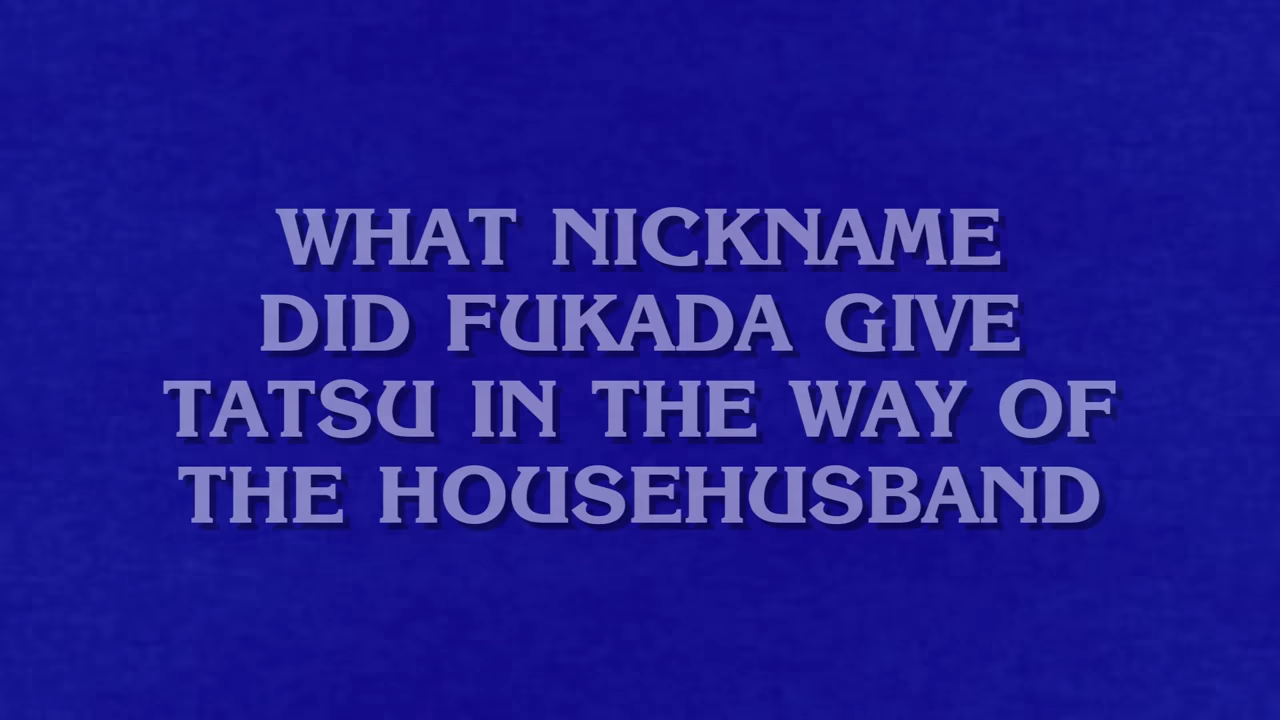 WHAT NICKNAME
DID FUKADA GIVE
TATSU IN THE WAY OF
THE HOUSEHUSBAND